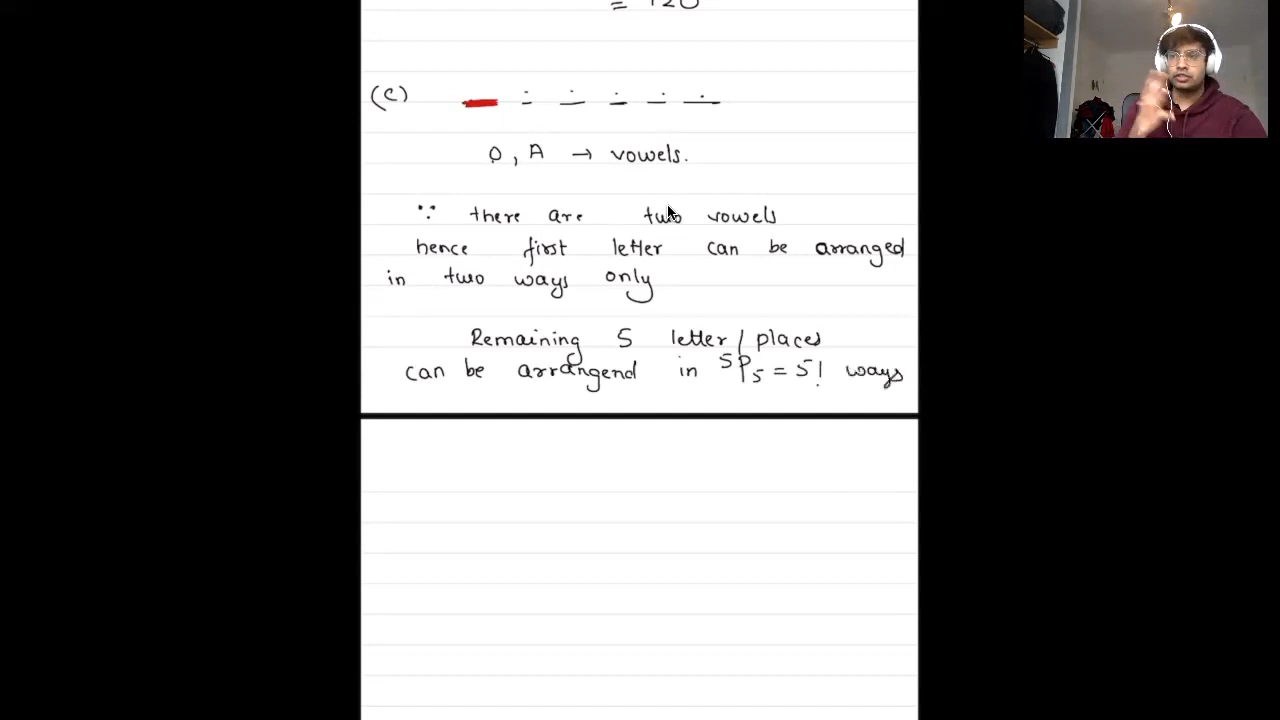 = 720
(C)
O, A → vowels.
∵ there are two vowels
hence first letter can be arranged
in two ways only
Remaining 5 letter/places
can be arrangend in ⁵P₅ = 5! ways